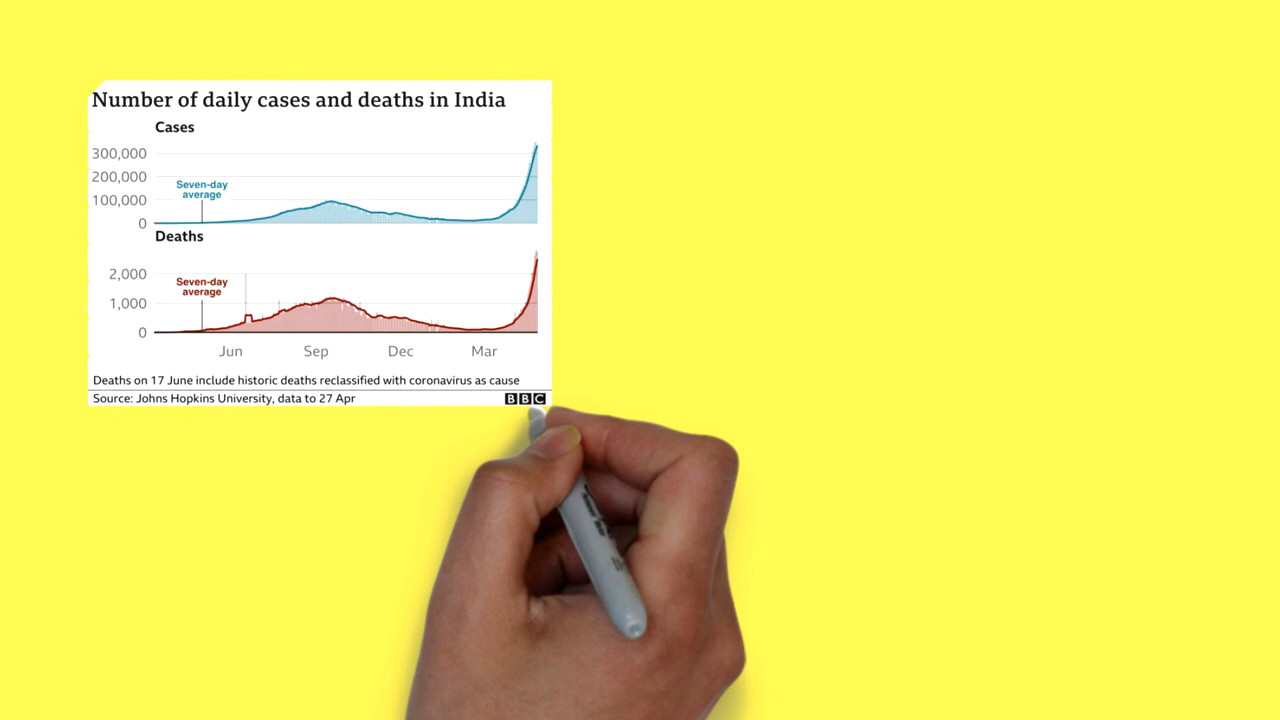 Number of daily cases and deaths in India
Cases
300,000
200,000
100,000
0
Seven-day
average
Deaths
2,000
1,000
0
Seven-day
average
Jun Sep Dec Mar
Deaths on 17 June include historic deaths reclassified with coronavirus as cause
Source: Johns Hopkins University, data to 27 Apr
BBC